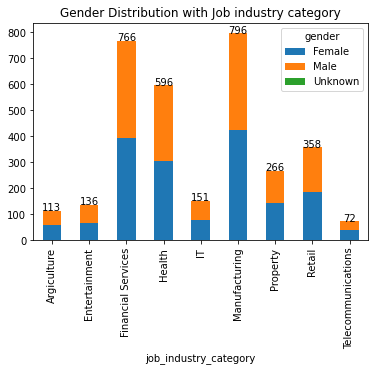 Gender Distribution with Job industry category
gender
Female
Male
Unknown
800
700
600
500
400
300
200
100
0
113
136
766
596
151
796
266
358
72
Argiculture
Entertainment
Financial Services
Health
IT
Manufacturing
Property
Retail
Telecommunications
job_industry_category